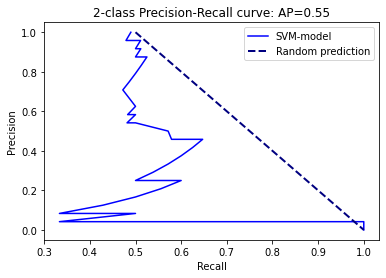 2-class Precision-Recall curve: AP=0.55
SVM-model
Random prediction
Precision
1.0
0.8
0.6
0.4
0.2
0.0
0.3 0.4 0.5 0.6 0.7 0.8 0.9 1.0
Recall